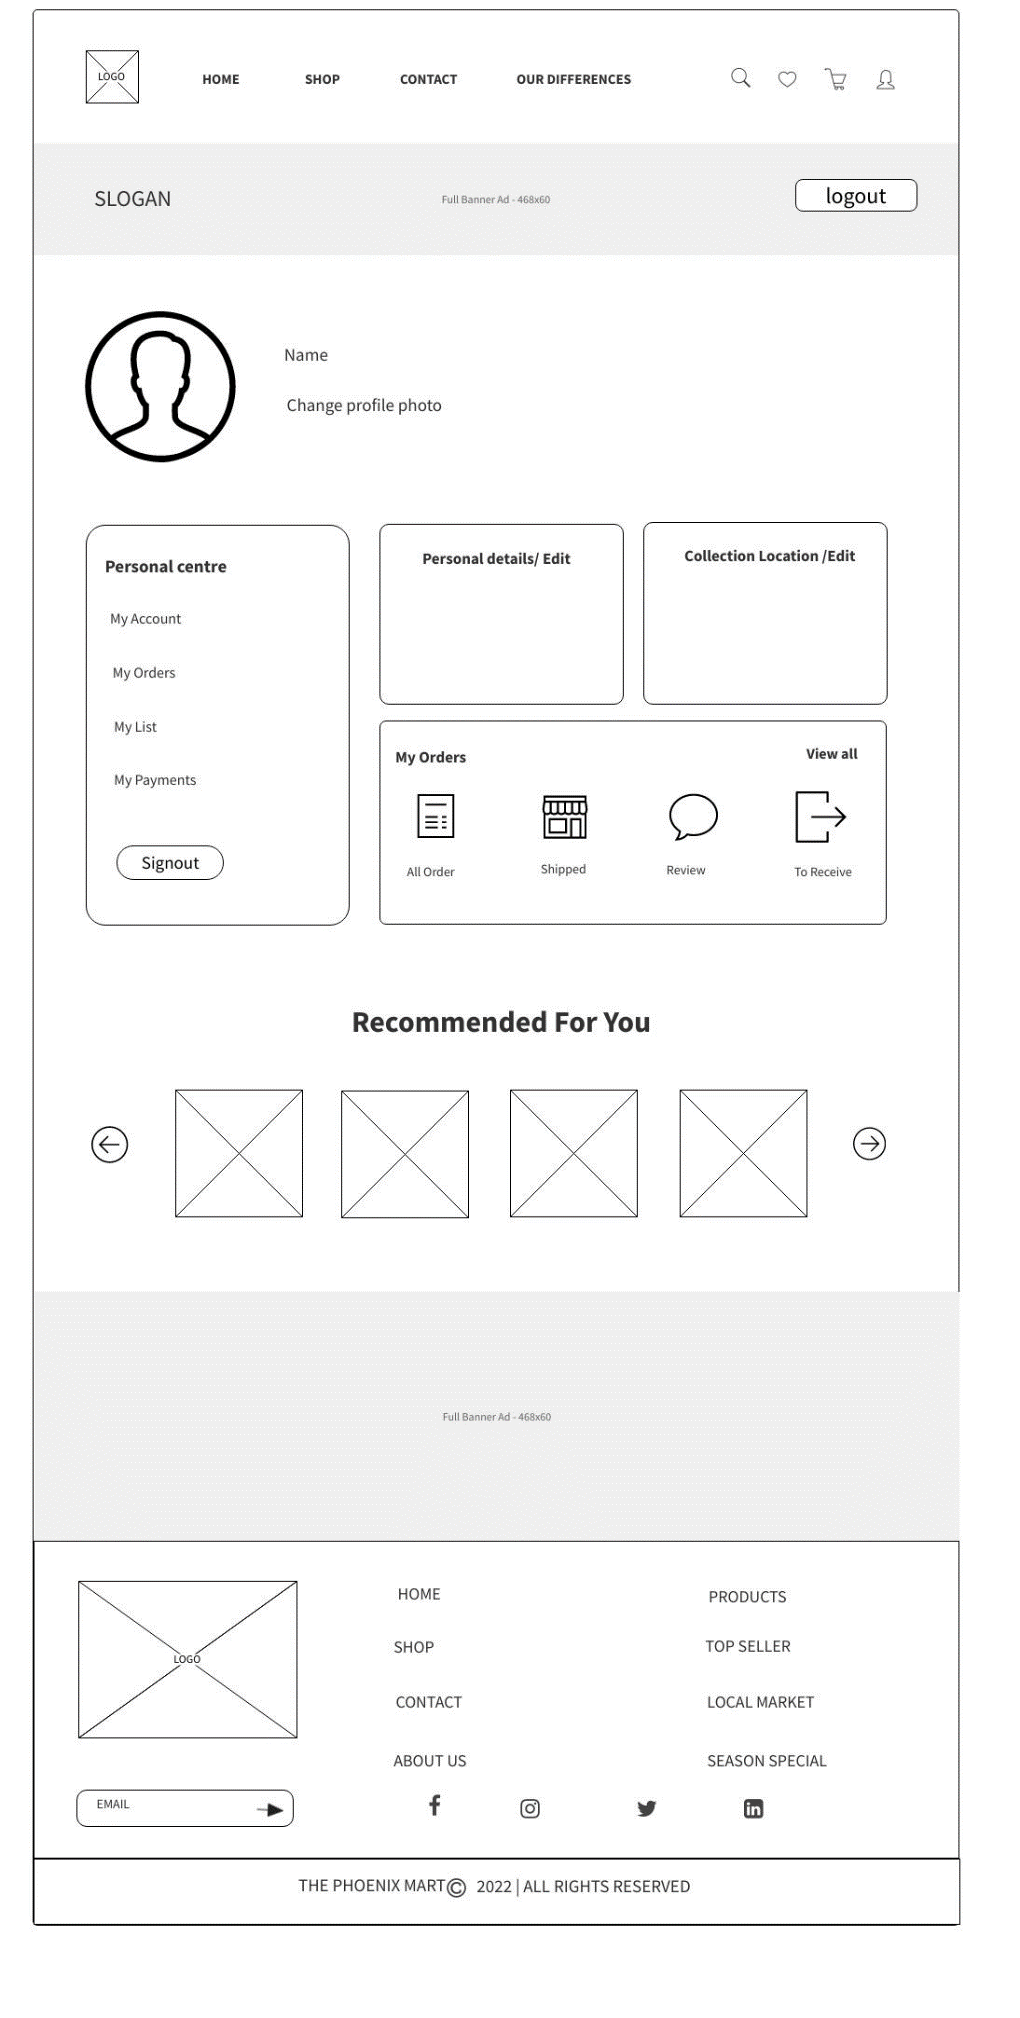 LOGO
HOME
SHOP
CONTACT
OUR DIFFERENCES
SLOGAN
Full Banner Ad - 468x60
logout
Name
Change profile photo
Personal centre
My Account
My Orders
My List
My Payments
Signout
Personal details/ Edit
Collection Location /Edit
My Orders
View all
All Order
Shipped
Review
To Receive
Recommended For You
Full Banner Ad - 468x60
LOGO
EMAIL
HOME
SHOP
CONTACT
ABOUT US
PRODUCTS
TOP SELLER
LOCAL MARKET
SEASON SPECIAL
THE PHOENIX MART© 2022 | ALL RIGHTS RESERVED